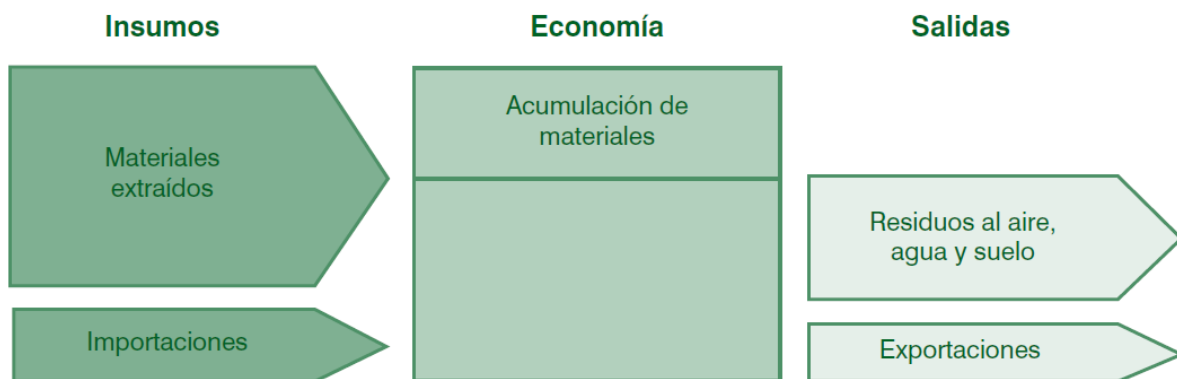 Insumos
Economía
Salidas
Materiales
extraídos
Acumulación de
materiales
Residuos al aire,
agua y suelo
Importaciones
Exportaciones